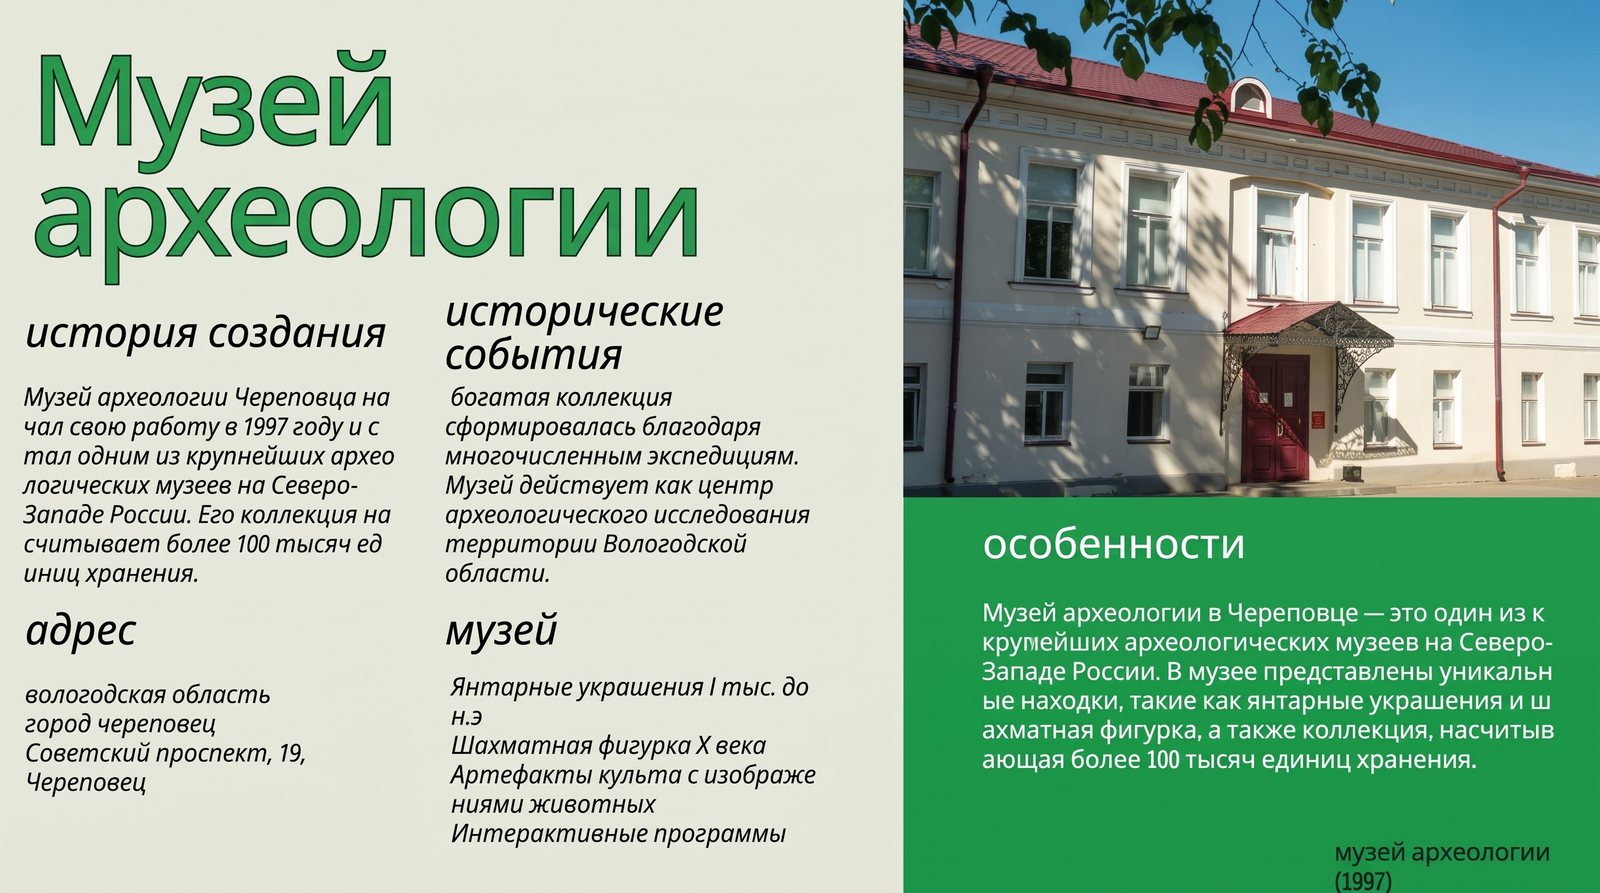 Музей
археологии
история создания
Музей археологии Череповца на
чал свою работу в 1997 году и с
тал одним из крупнейших архео
логических музеев на Северо-
Западе России. Его коллекция на
считывает более 100 тысяч ед
иниц хранения.
исторические
события
богатая коллекция
сформировалась благодаря
многочисленным экспедициям.
Музей действует как центр
археологического исследования
территории Вологодской
области.
адрес
вологодская область
город череповец
Советский проспект, 19,
Череповец
музей
Янтарные украшения I тыс. до
н.э
Шахматная фигурка X века
Артефакты культа с изображе
ниями животных
Интерактивные программы
особенности
Музей археологии в Череповце — это один из к
крупнейших археологических музеев на Северо-
Западе России. В музее представлены уникальн
ые находки, такие как янтарные украшения и ш
ахматная фигурка, а также коллекция, насчитыв
ающая более 100 тысяч единиц хранения.
музей археологии
(1997)